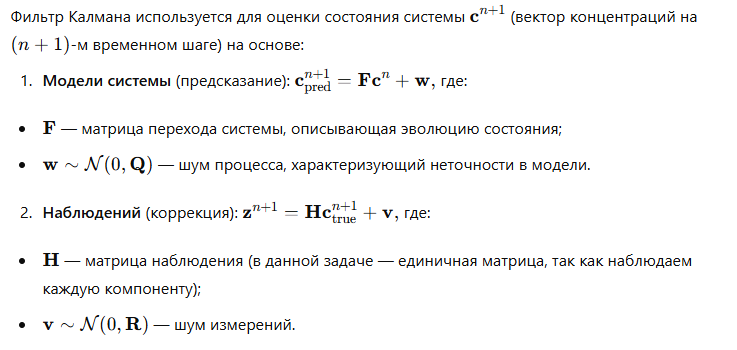 Фильтр Калмана используется для оценки состояния системы $\mathbf{c}^{n+1}$ (вектор концентраций на
$(n+1)$-м временном шаге) на основе:
1. Модели системы (предсказание): $\mathbf{c}^{n+1}_{\text{pred}} = \mathbf{F}\mathbf{c}^{n} + \mathbf{w}$, где:
• $\mathbf{F}$ — матрица перехода системы, описывающая эволюцию состояния;
• $\mathbf{w} \sim \mathcal{N}(0, \mathbf{Q})$ — шум процесса, характеризующий неточности в модели.
2. Наблюдений (коррекция): $\mathbf{z}^{n+1} = \mathbf{H}\mathbf{c}^{n+1}_{\text{true}} + \mathbf{v}$, где:
• $\mathbf{H}$ — матрица наблюдения (в данной задаче — единичная матрица, так как наблюдаем
каждую компоненту);
• $\mathbf{v} \sim \mathcal{N}(0, \mathbf{R})$ — шум измерений.